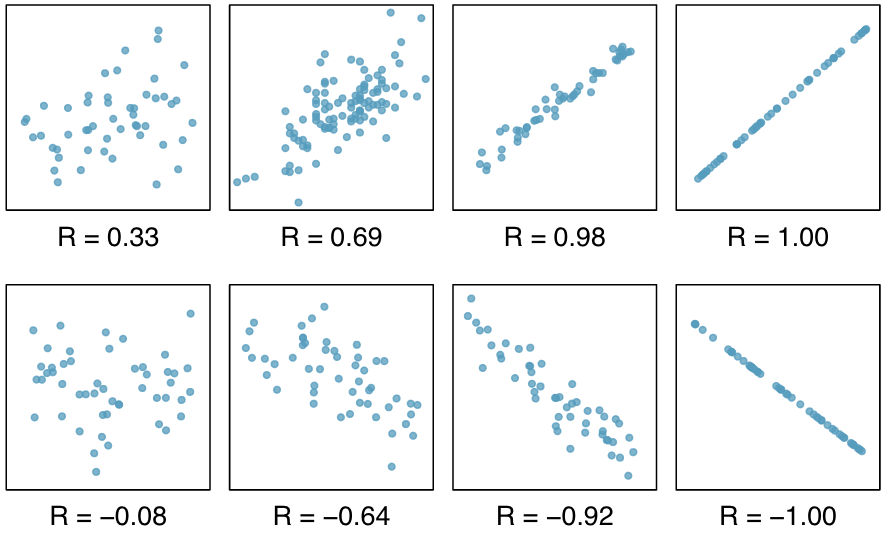 R = 0.33
R = 0.69
R = 0.98
R = 1.00
R = −0.08
R = −0.64
R = −0.92
R = −1.00